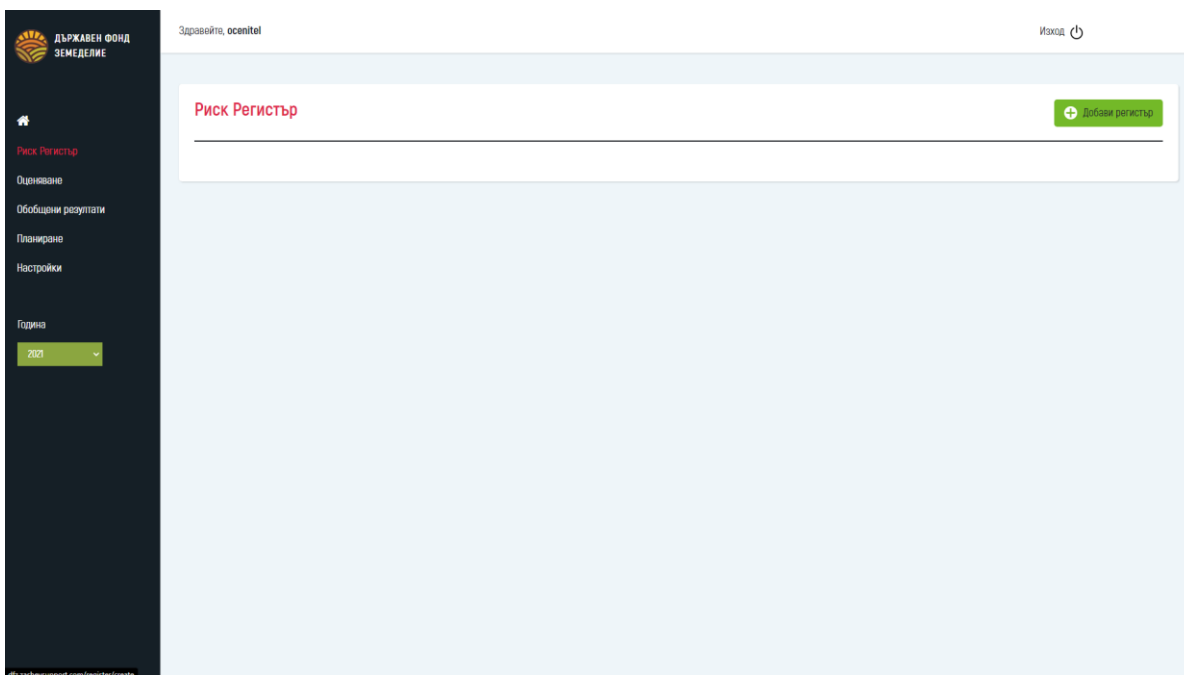 ДЪРЖАВЕН ФОНД
ЗЕМЕДЕЛИЕ
Здравейте, ocenitel
Изход
Риск Регистър
Добави регистър
Риск Регистър
Оценяване
Обобщени резултати
Планиране
Настройки
Година
2021